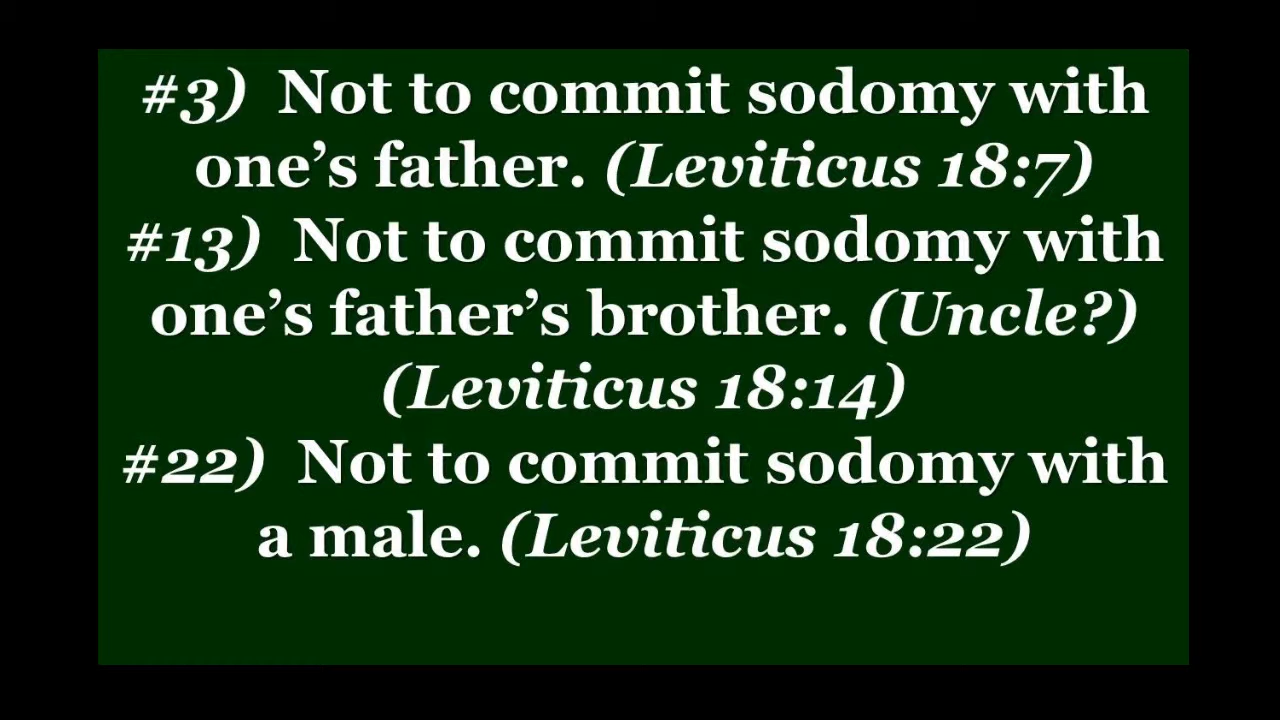 #3)  Not to commit sodomy with
one’s father. (Leviticus 18:7)
#13)  Not to commit sodomy with
one’s father’s brother. (Uncle?)
(Leviticus 18:14)
#22)  Not to commit sodomy with
a male. (Leviticus 18:22)